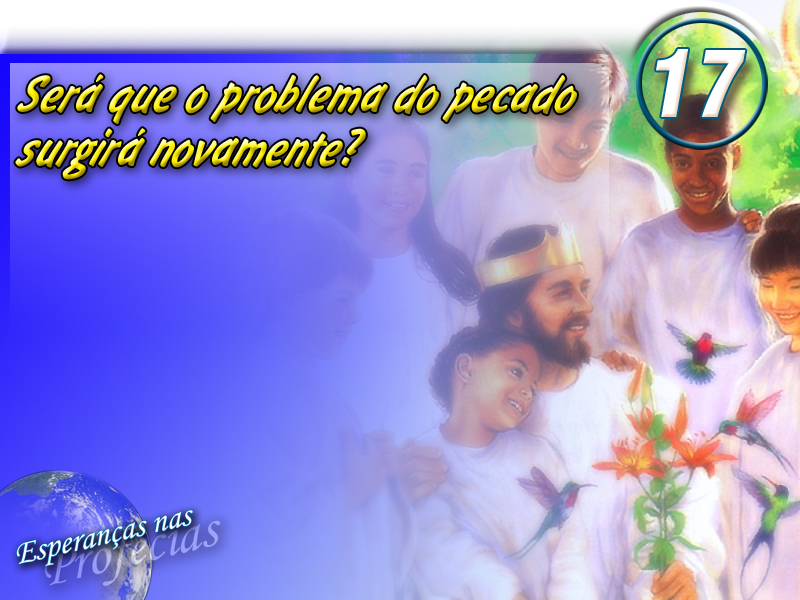 Será que o problema do pecado
surgirá novamente?
17
Esperanças nas
Profecias